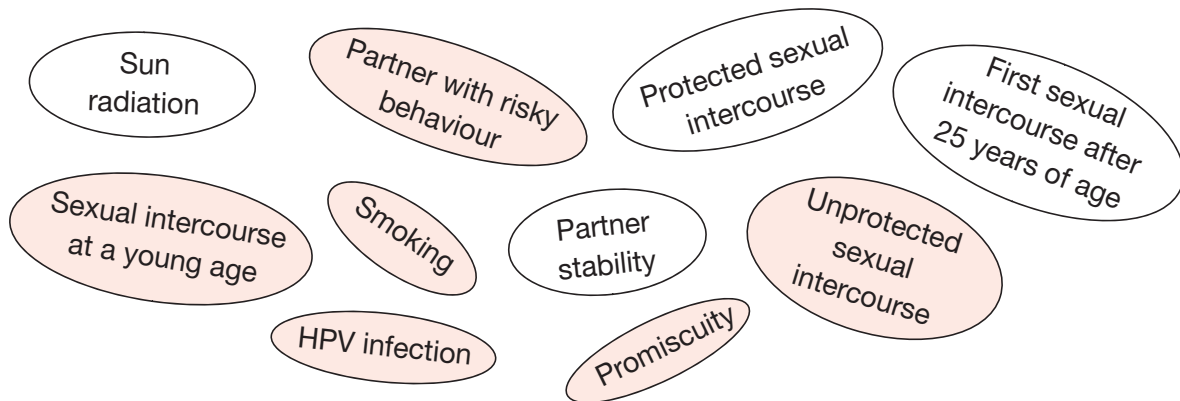 Sun
radiation
Partner with risky
behaviour
Protected sexual
intercourse
First sexual
intercourse after
25 years of age
Sexual intercourse
at a young age
Smoking
Partner
stability
Unprotected
sexual
intercourse
HPV infection
Promiscuity